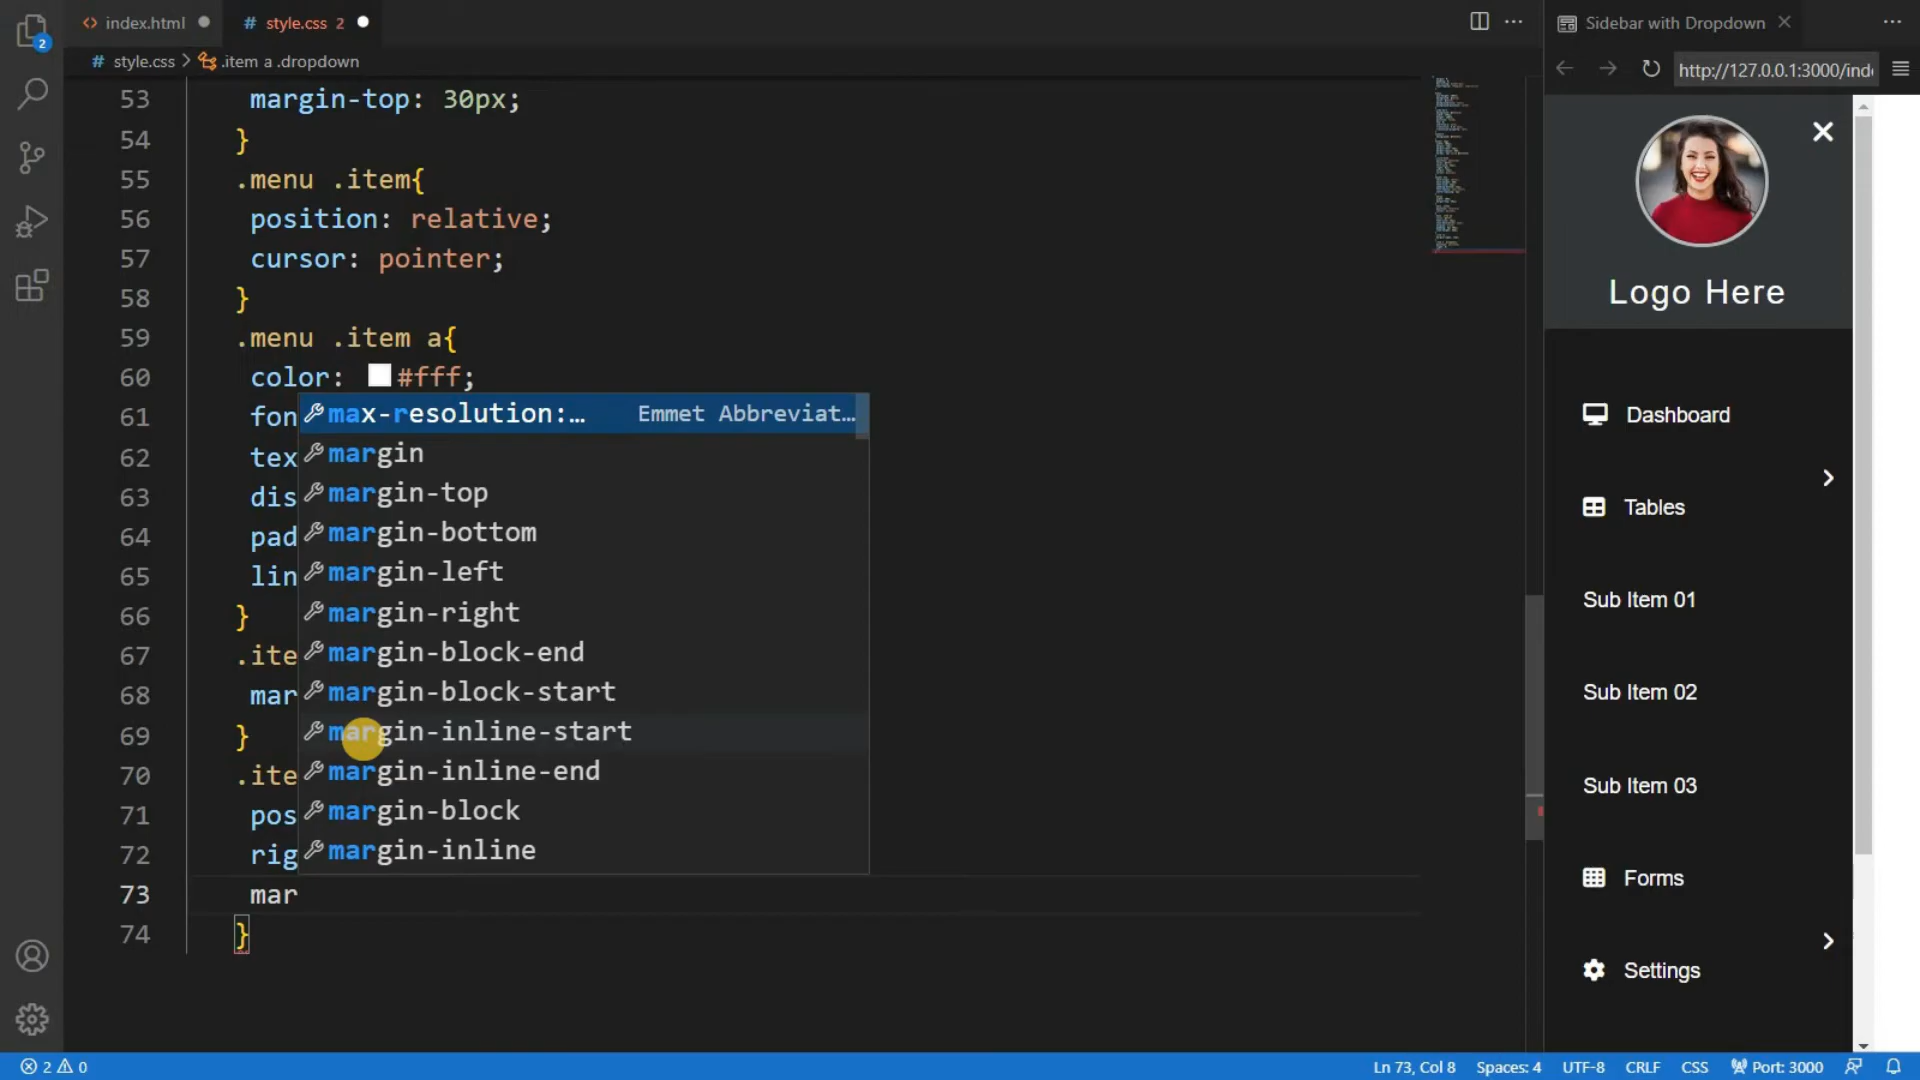 index.html
# style.css 2
# style.css > .item a .dropdown
53 margin-top: 30px;
54 }
55 .menu .item{
56 position: relative;
57 cursor: pointer;
58 }
59 .menu .item a{
60 color: #fff;
61 fon
62 tex
63 dis
64 pad
65 lin
66 }
67 .ite
68 mar
69 }
70 .ite
71 pos
72 rig
73 mar
74 }
max-resolution:… Emmet Abbreviat…
margin
margin-top
margin-bottom
margin-left
margin-right
margin-block-end
margin-block-start
margin-inline-start
margin-inline-end
margin-block
margin-inline
2
Sidebar with Dropdown
http://127.0.0.1:3000/ind
Logo Here
Dashboard
Tables
Sub Item 01
Sub Item 02
Sub Item 03
Forms
Settings
2 0
Ln 73, Col 8 Spaces: 4 UTF-8 CRLF CSS Port: 3000